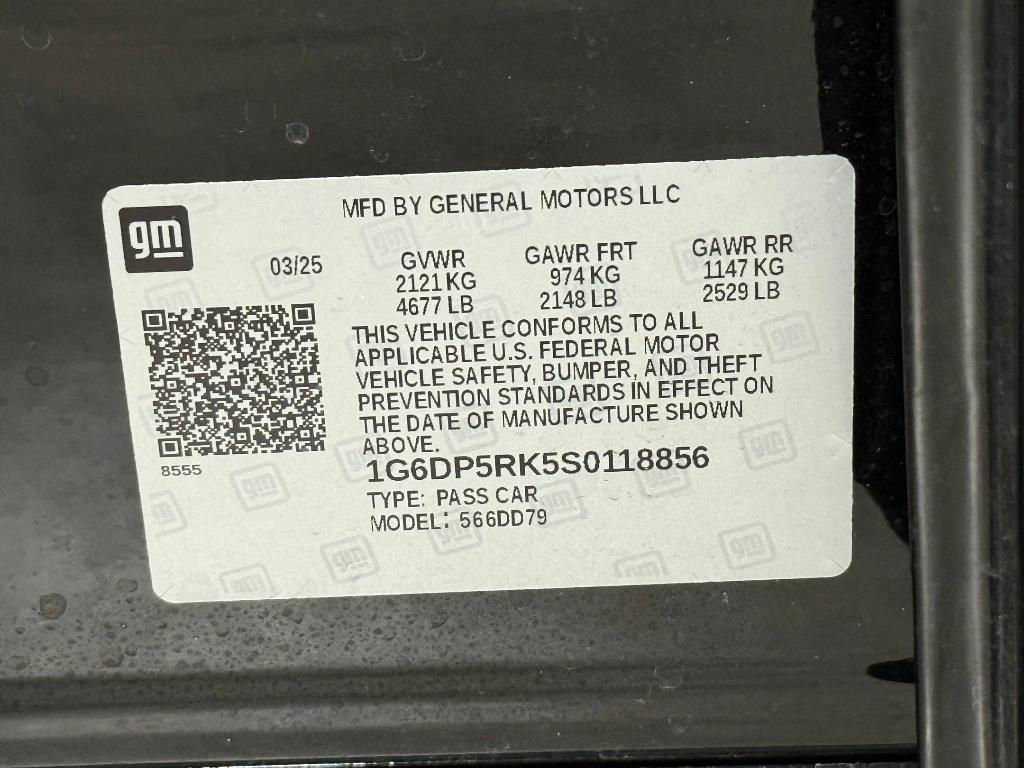 MFD BY GENERAL MOTORS LLC
gm
03/25
GVWR
2121 KG
4677 LB
GAWR FRT
974 KG
2148 LB
GAWR RR
1147 KG
2529 LB
THIS VEHICLE CONFORMS TO ALL
APPLICABLE U.S. FEDERAL MOTOR
VEHICLE SAFETY, BUMPER, AND THEFT
PREVENTION STANDARDS IN EFFECT ON
THE DATE OF MANUFACTURE SHOWN
ABOVE.
8555
1G6DP5RK5S0118856
TYPE: PASS CAR
MODEL: 566DD79